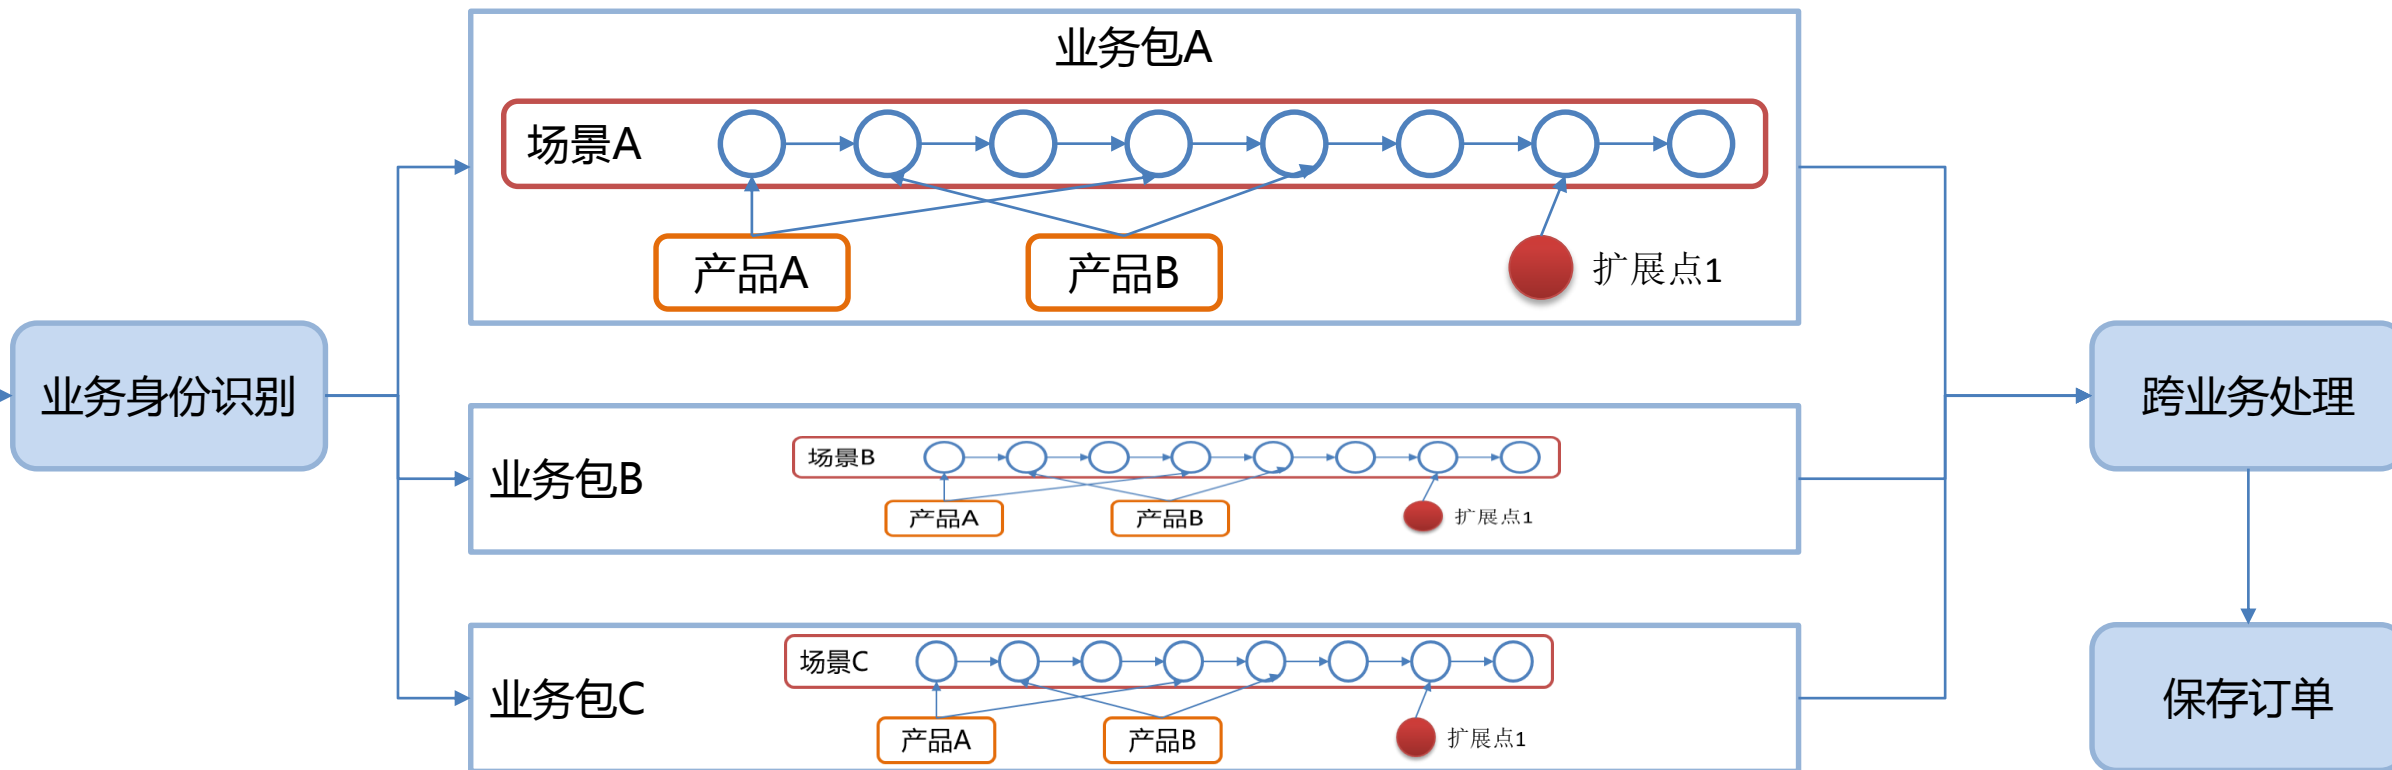 业务包A
场景A
产品A
产品B
扩展点1
业务身份识别
业务包B
场景B
产品A
产品B
扩展点1
业务包C
场景C
产品A
产品B
扩展点1
跨业务处理
保存订单